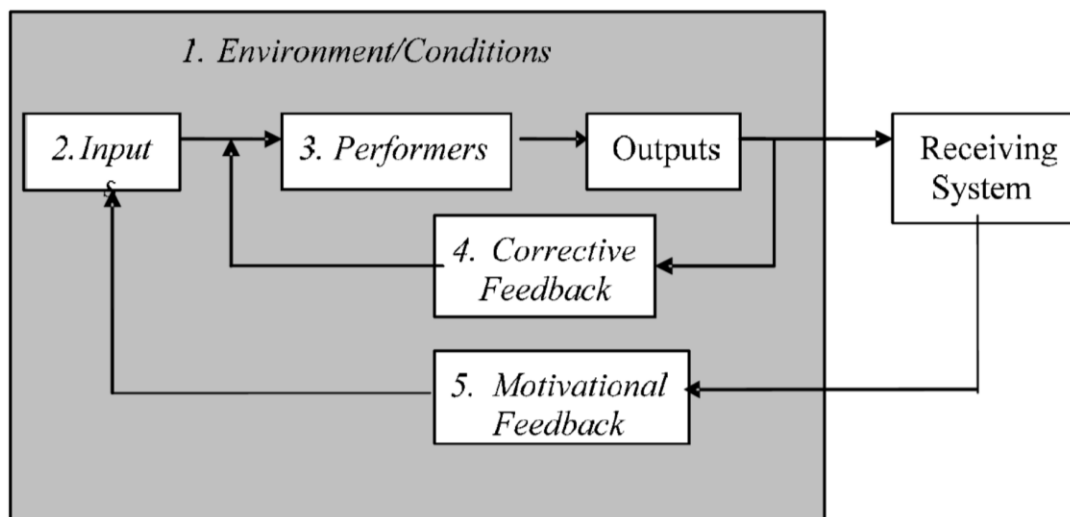 1. Environment/Conditions
2. Input
s
3. Performers
Outputs
Receiving
System
4. Corrective
Feedback
5. Motivational
Feedback